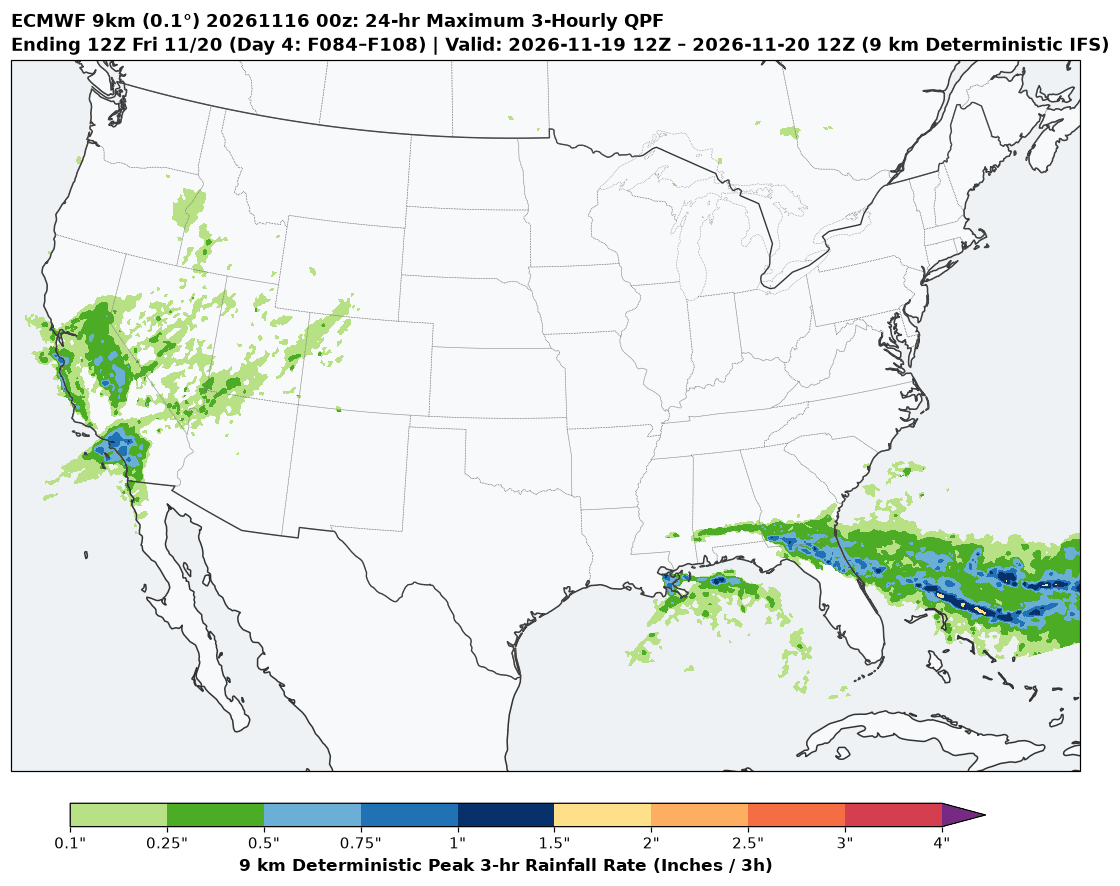 ECMWF 9km (0.1°) 20261116 00z: 24-hr Maximum 3-Hourly QPF
Ending 12Z Fri 11/20 (Day 4: F084–F108) | Valid: 2026-11-19 12Z – 2026-11-20 12Z (9 km Deterministic IFS)
0.1" 0.25" 0.5" 0.75" 1" 1.5" 2" 2.5" 3" 4"
9 km Deterministic Peak 3-hr Rainfall Rate (Inches / 3h)